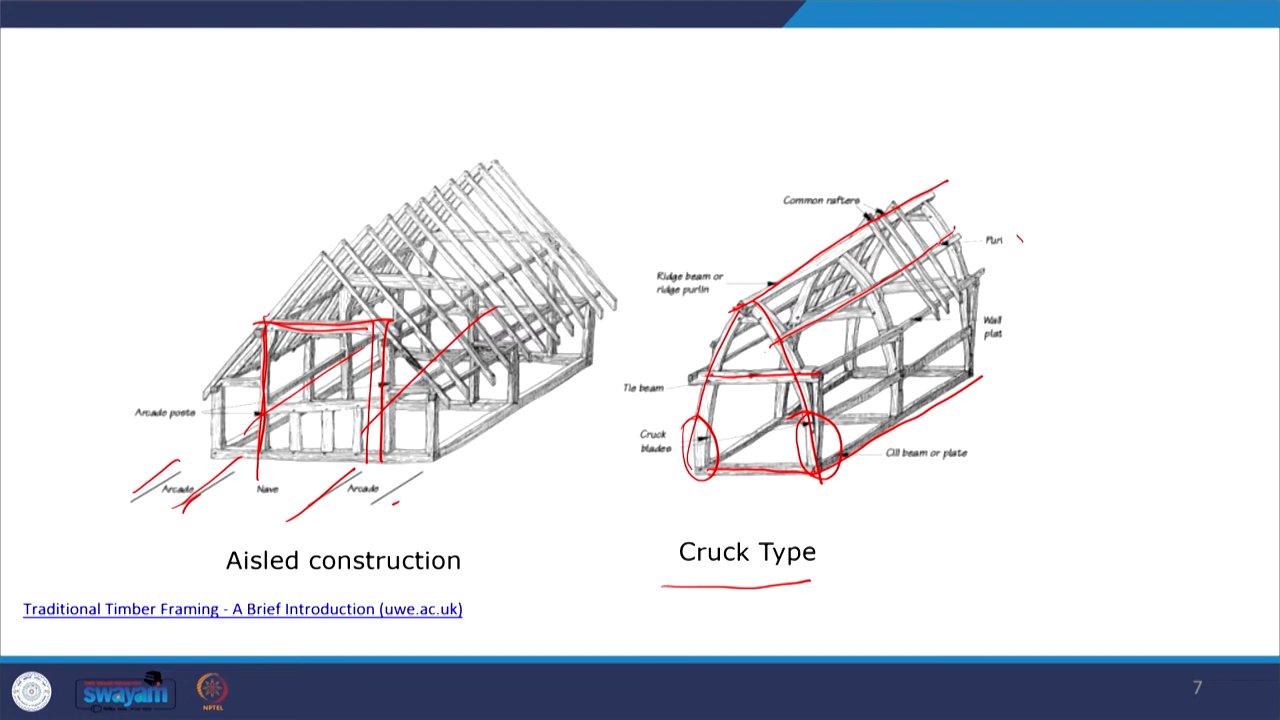 Common rafters
Purl
Ridge beam or
ridge purlin
Wall
plat
Tie beam
Arcade posts
Cruck
blades
Cill beam or plate
Arcade
Nave
Arcade
Aisled construction
Cruck Type
Traditional Timber Framing - A Brief Introduction (uwe.ac.uk)
swayam
NPTEL
7